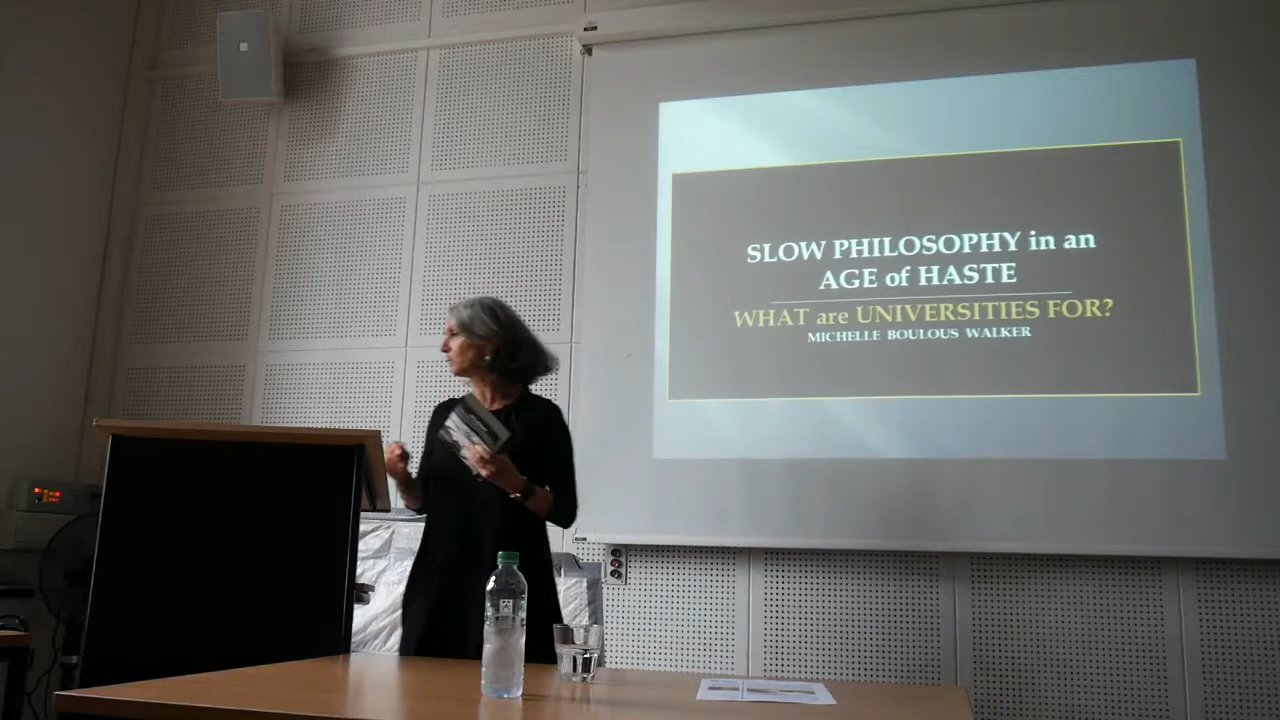 SLOW PHILOSOPHY in an
AGE of HASTE
WHAT are UNIVERSITIES FOR?
MICHELLE BOULOUS WALKER